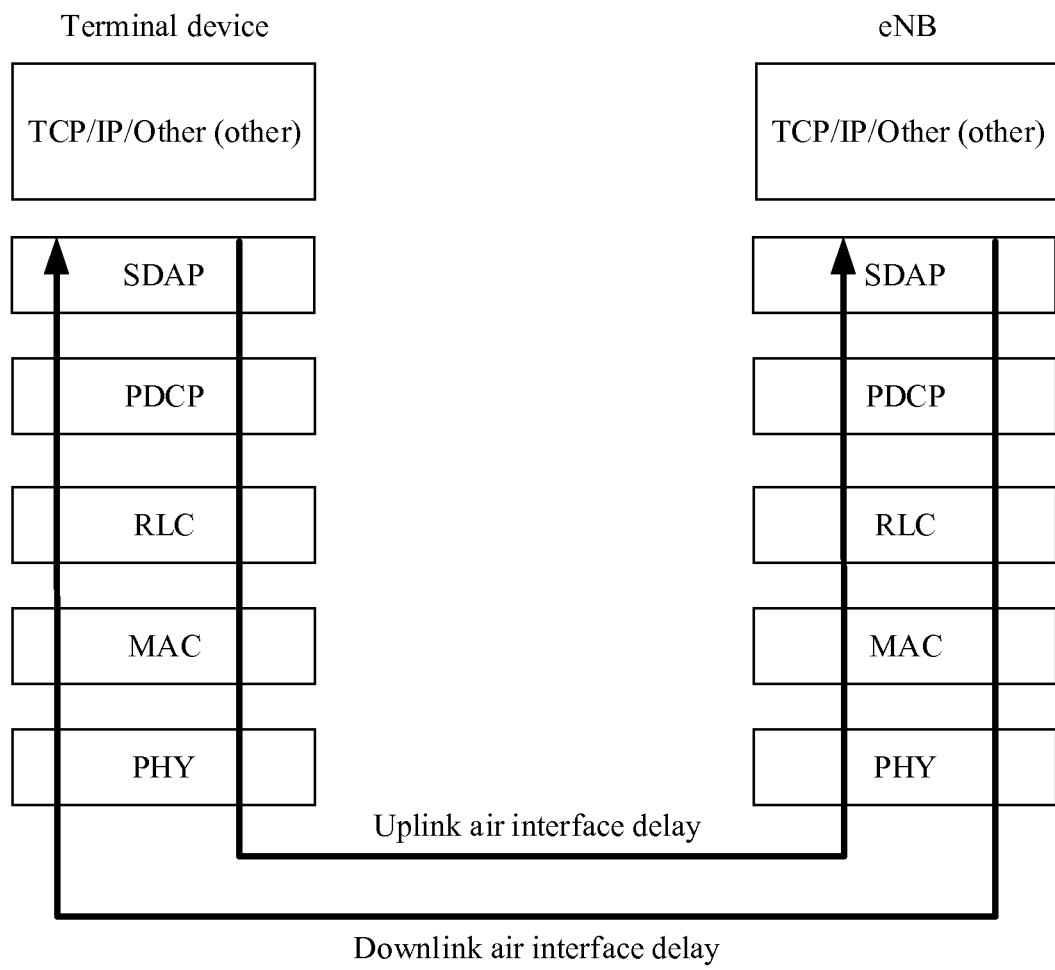 Terminal device
eNB
TCP/IP/Other (other)
TCP/IP/Other (other)
SDAP
SDAP
PDCP
PDCP
RLC
RLC
MAC
MAC
PHY
PHY
Uplink air interface delay
Downlink air interface delay